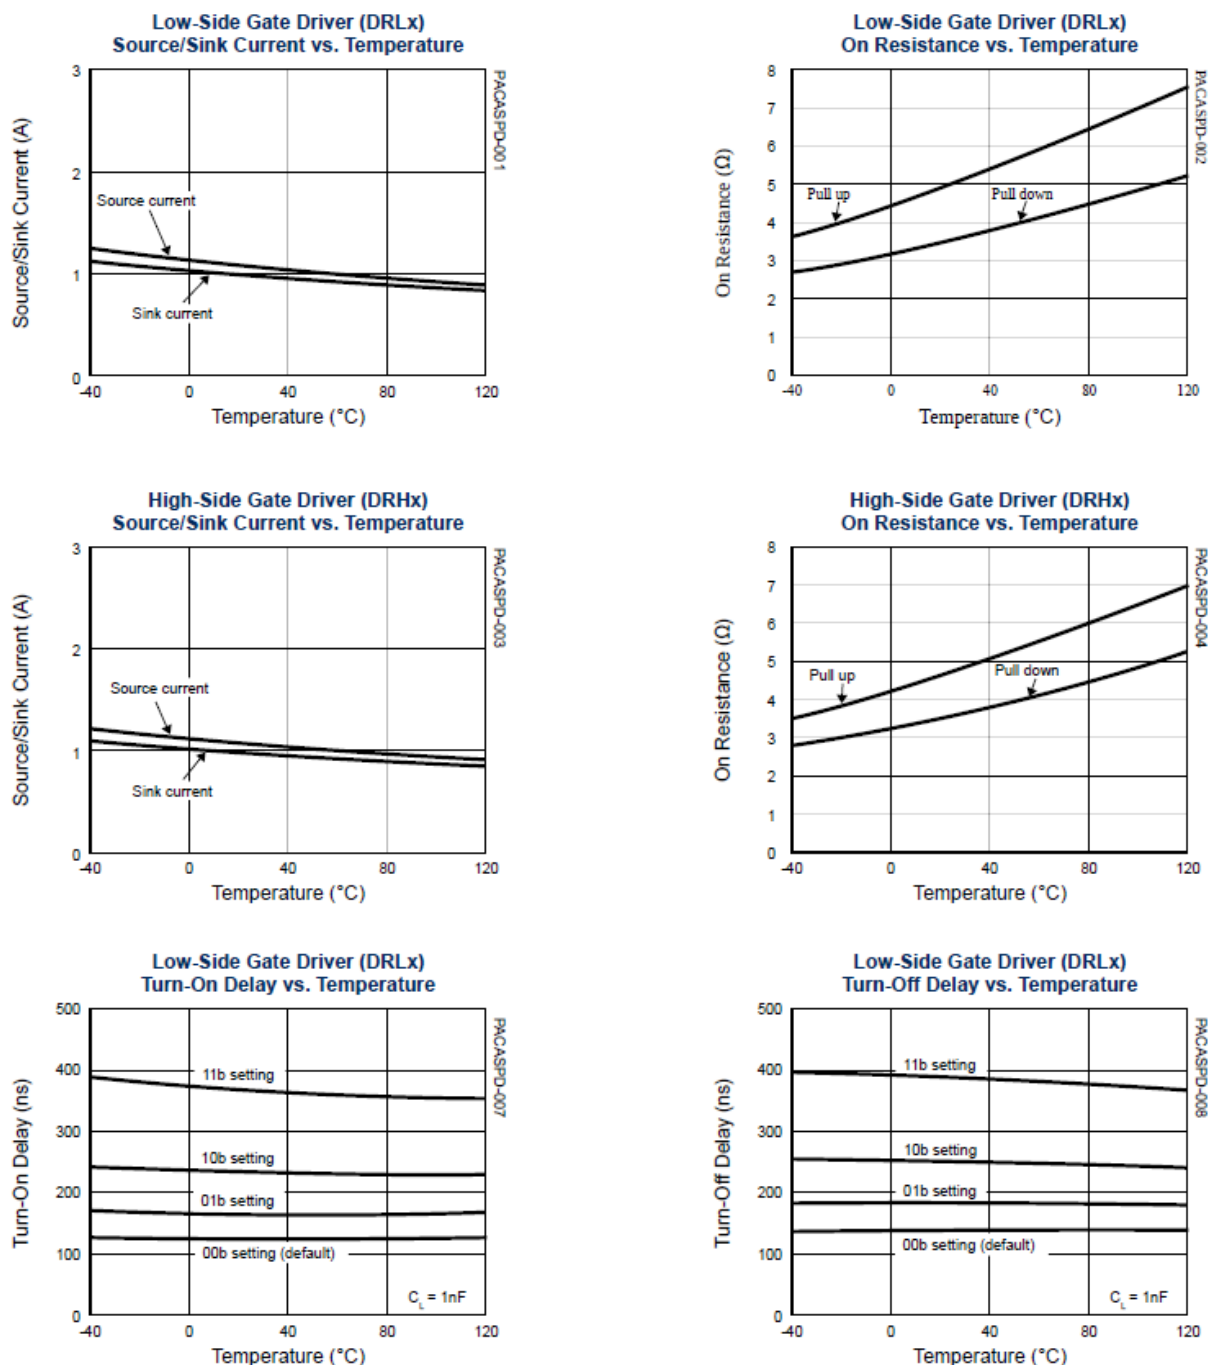 Low-Side Gate Driver (DRLx)
Source/Sink Current vs. Temperature
3
2
1
0
Source/Sink Current (A)
Source current
Sink current
-40
0
40
80
120
Temperature (°C)
PACASPD-001
Low-Side Gate Driver (DRLx)
On Resistance vs. Temperature
8
7
6
5
4
3
2
1
0
On Resistance (Ω)
Pull up
Pull down
-40
0
40
80
120
Temperature (°C)
PACASPD-002
High-Side Gate Driver (DRHx)
Source/Sink Current vs. Temperature
3
2
1
0
Source/Sink Current (A)
Source current
Sink current
-40
0
40
80
120
Temperature (°C)
PACASPD-003
High-Side Gate Driver (DRHx)
On Resistance vs. Temperature
8
7
6
5
4
3
2
1
0
On Resistance (Ω)
Pull up
Pull down
-40
0
40
80
120
Temperature (°C)
PACASPD-004
Low-Side Gate Driver (DRLx)
Turn-On Delay vs. Temperature
500
400
300
200
100
0
Turn-On Delay (ns)
11b setting
10b setting
01b setting
00b setting (default)
C_L = 1nF
-40
0
40
80
120
Temperature (°C)
PACASPD-007
Low-Side Gate Driver (DRLx)
Turn-Off Delay vs. Temperature
500
400
300
200
100
0
Turn-Off Delay (ns)
11b setting
10b setting
01b setting
00b setting (default)
C_L = 1nF
-40
0
40
80
120
Temperature (°C)
PACASPD-008